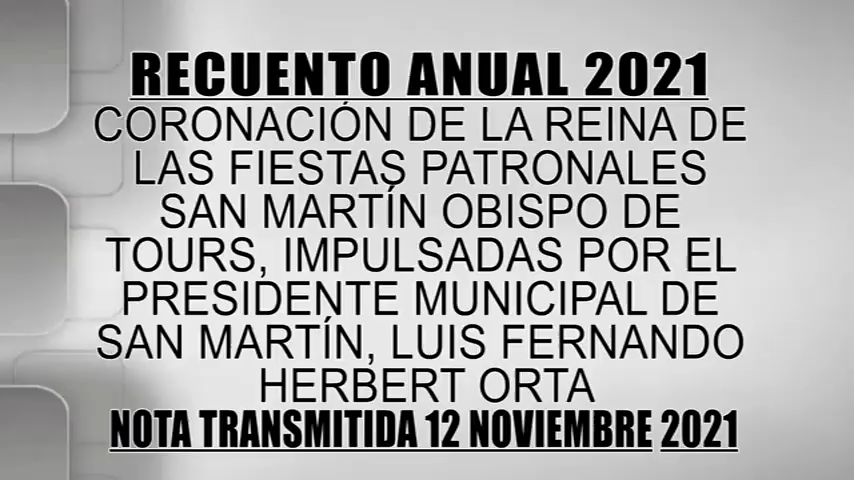 RECUENTO ANUAL 2021
CORONACIÓN DE LA REINA DE
LAS FIESTAS PATRONALES
SAN MARTÍN OBISPO DE
TOURS, IMPULSADAS POR EL
PRESIDENTE MUNICIPAL DE
SAN MARTÍN, LUIS FERNANDO
HERBERT ORTA
NOTA TRANSMITIDA 12 NOVIEMBRE 2021